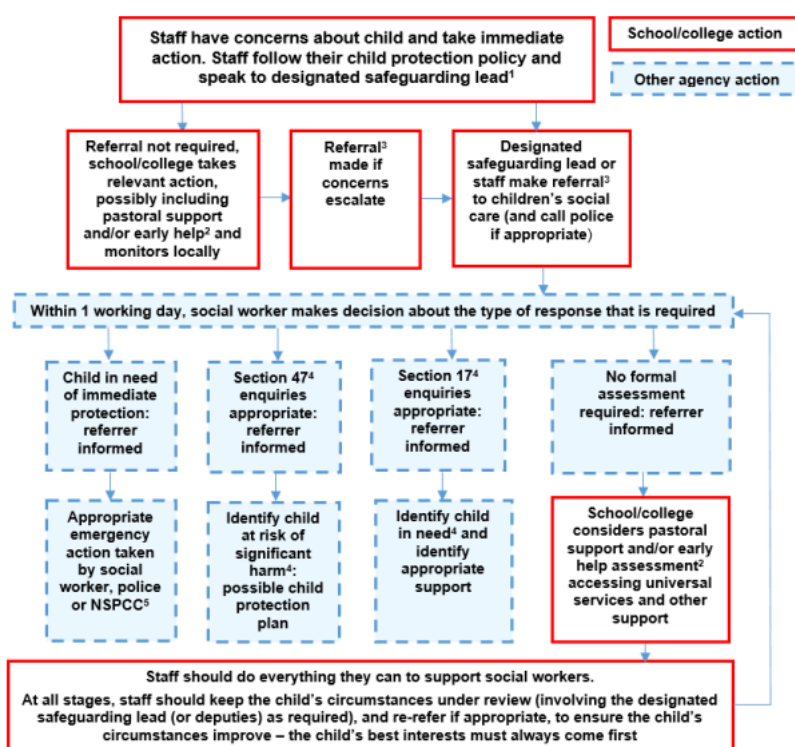 Staff have concerns about child and take immediate
action. Staff follow their child protection policy and
speak to designated safeguarding lead¹
School/college action
Other agency action
Referral not required,
school/college takes
relevant action,
possibly including
pastoral support
and/or early help² and
monitors locally
Referral³
made if
concerns
escalate
Designated
safeguarding lead or
staff make referral³
to children's social
care (and call police
if appropriate)
Within 1 working day, social worker makes decision about the type of response that is required
Child in need
of immediate
protection:
referrer
informed
Section 47⁴
enquiries
appropriate:
referrer
informed
Section 17⁴
enquiries
appropriate:
referrer
informed
No formal
assessment
required: referrer
informed
Appropriate
emergency
action taken
by social
worker, police
or NSPCC⁵
Identify child
at risk of
significant
harm⁴:
possible child
protection
plan
Identify child
in need⁴ and
identify
appropriate
support
School/college
considers pastoral
support and/or early
help assessment²
accessing universal
services and other
support
Staff should do everything they can to support social workers.
At all stages, staff should keep the child's circumstances under review (involving the designated
safeguarding lead (or deputies) as required), and re-refer if appropriate, to ensure the child's
circumstances improve – the child's best interests must always come first